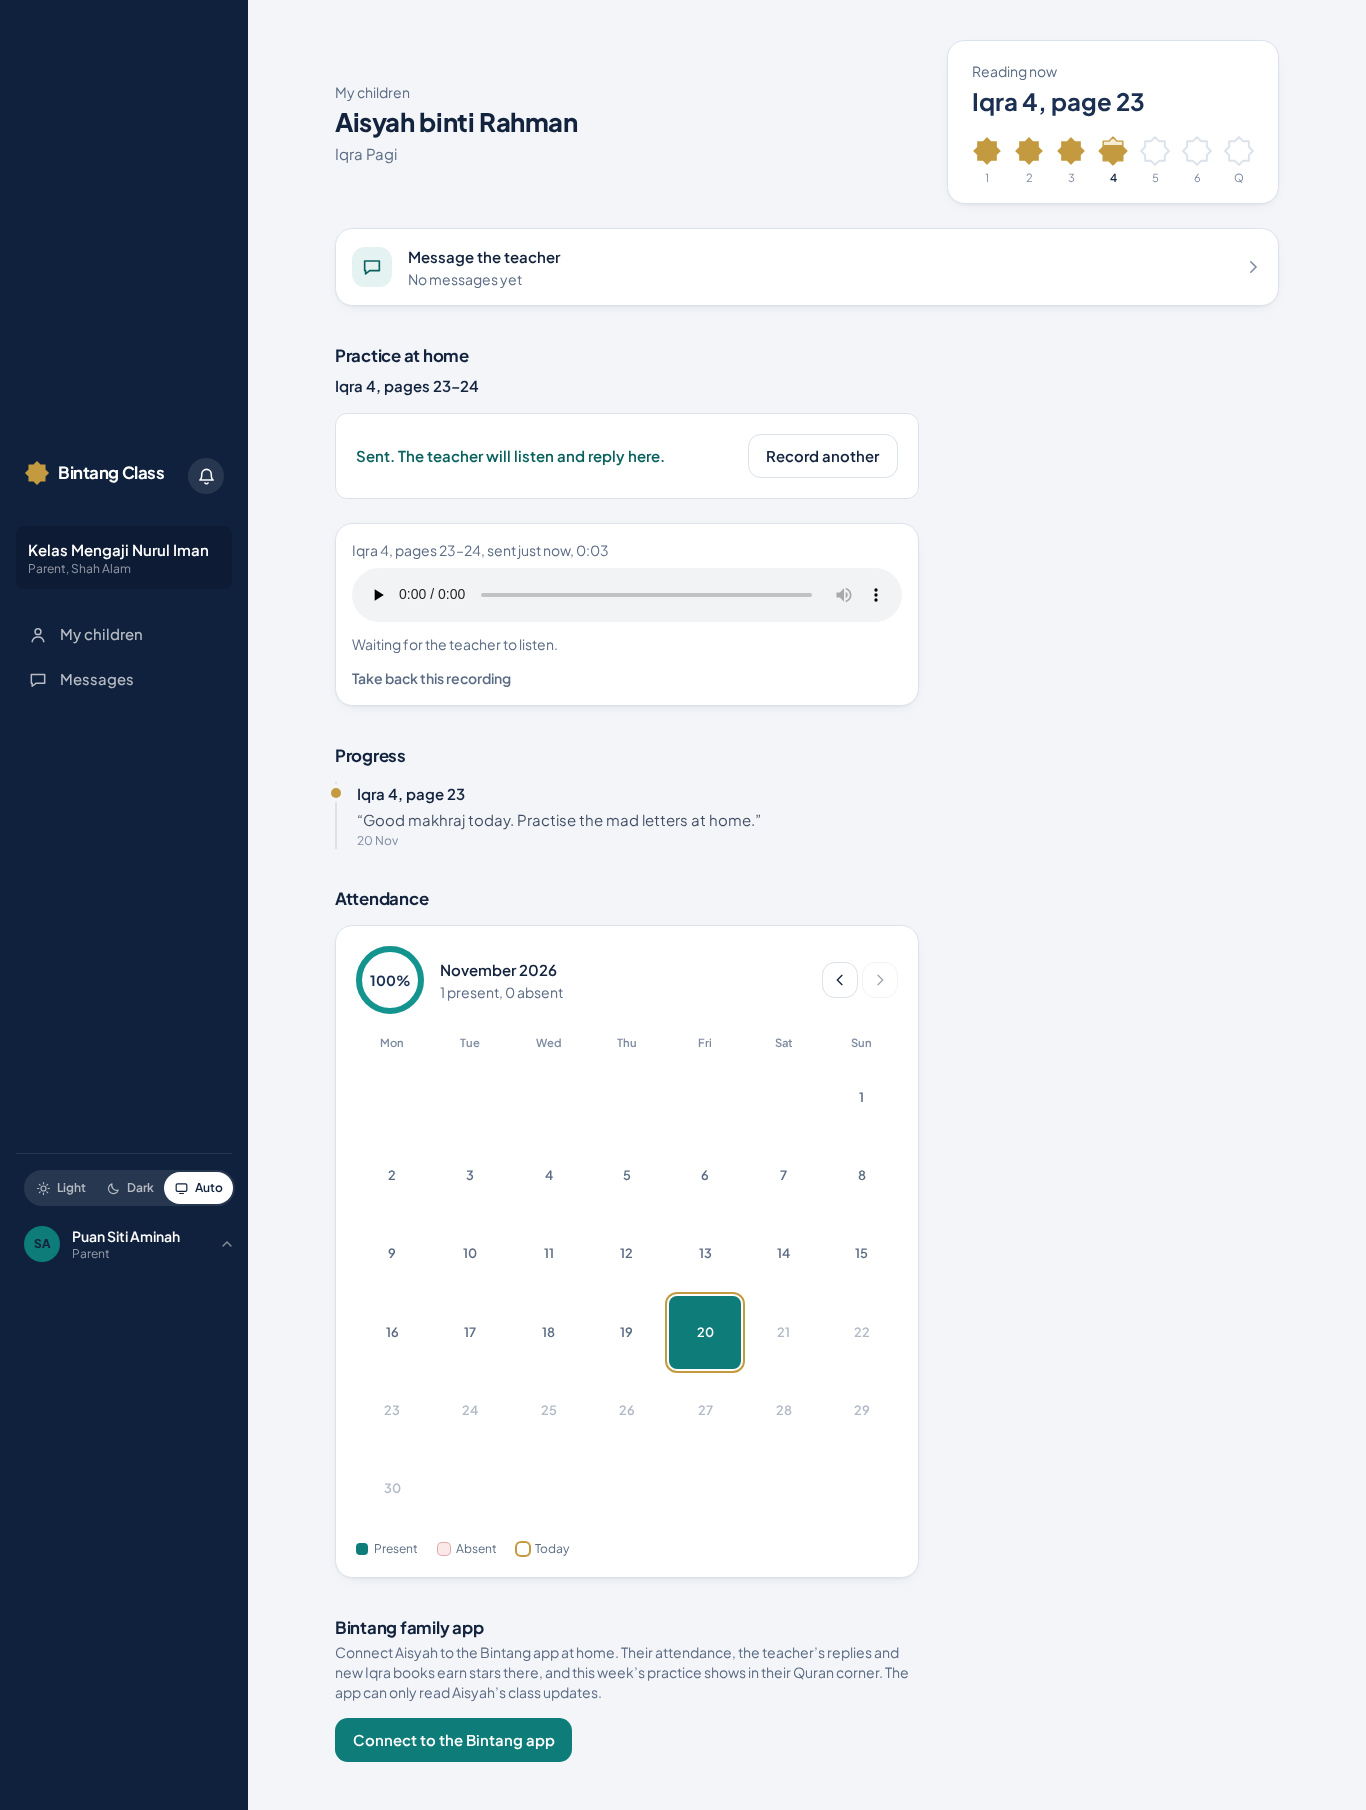 Bintang Class
Kelas Mengaji Nurul Iman
Parent, Shah Alam
My children
Messages
Light
Dark
Auto
SA
Puan Siti Aminah
Parent
My children
Aisyah binti Rahman
Iqra Pagi
Reading now
Iqra 4, page 23
1 2 3 4 5 6 Q
Message the teacher
No messages yet
Practice at home
Iqra 4, pages 23–24
Sent. The teacher will listen and reply here.
Record another
Iqra 4, pages 23–24, sent just now, 0:03
0:00 / 0:00
Waiting for the teacher to listen.
Take back this recording
Progress
Iqra 4, page 23
“Good makhraj today. Practise the mad letters at home.”
20 Nov
Attendance
100%
November 2026
1 present, 0 absent
Mon Tue Wed Thu Fri Sat Sun
1
2 3 4 5 6 7 8
9 10 11 12 13 14 15
16 17 18 19 20 21 22
23 24 25 26 27 28 29
30
Present
Absent
Today
Bintang family app
Connect Aisyah to the Bintang app at home. Their attendance, the teacher’s replies and
new Iqra books earn stars there, and this week’s practice shows in their Quran corner. The
app can only read Aisyah’s class updates.
Connect to the Bintang app